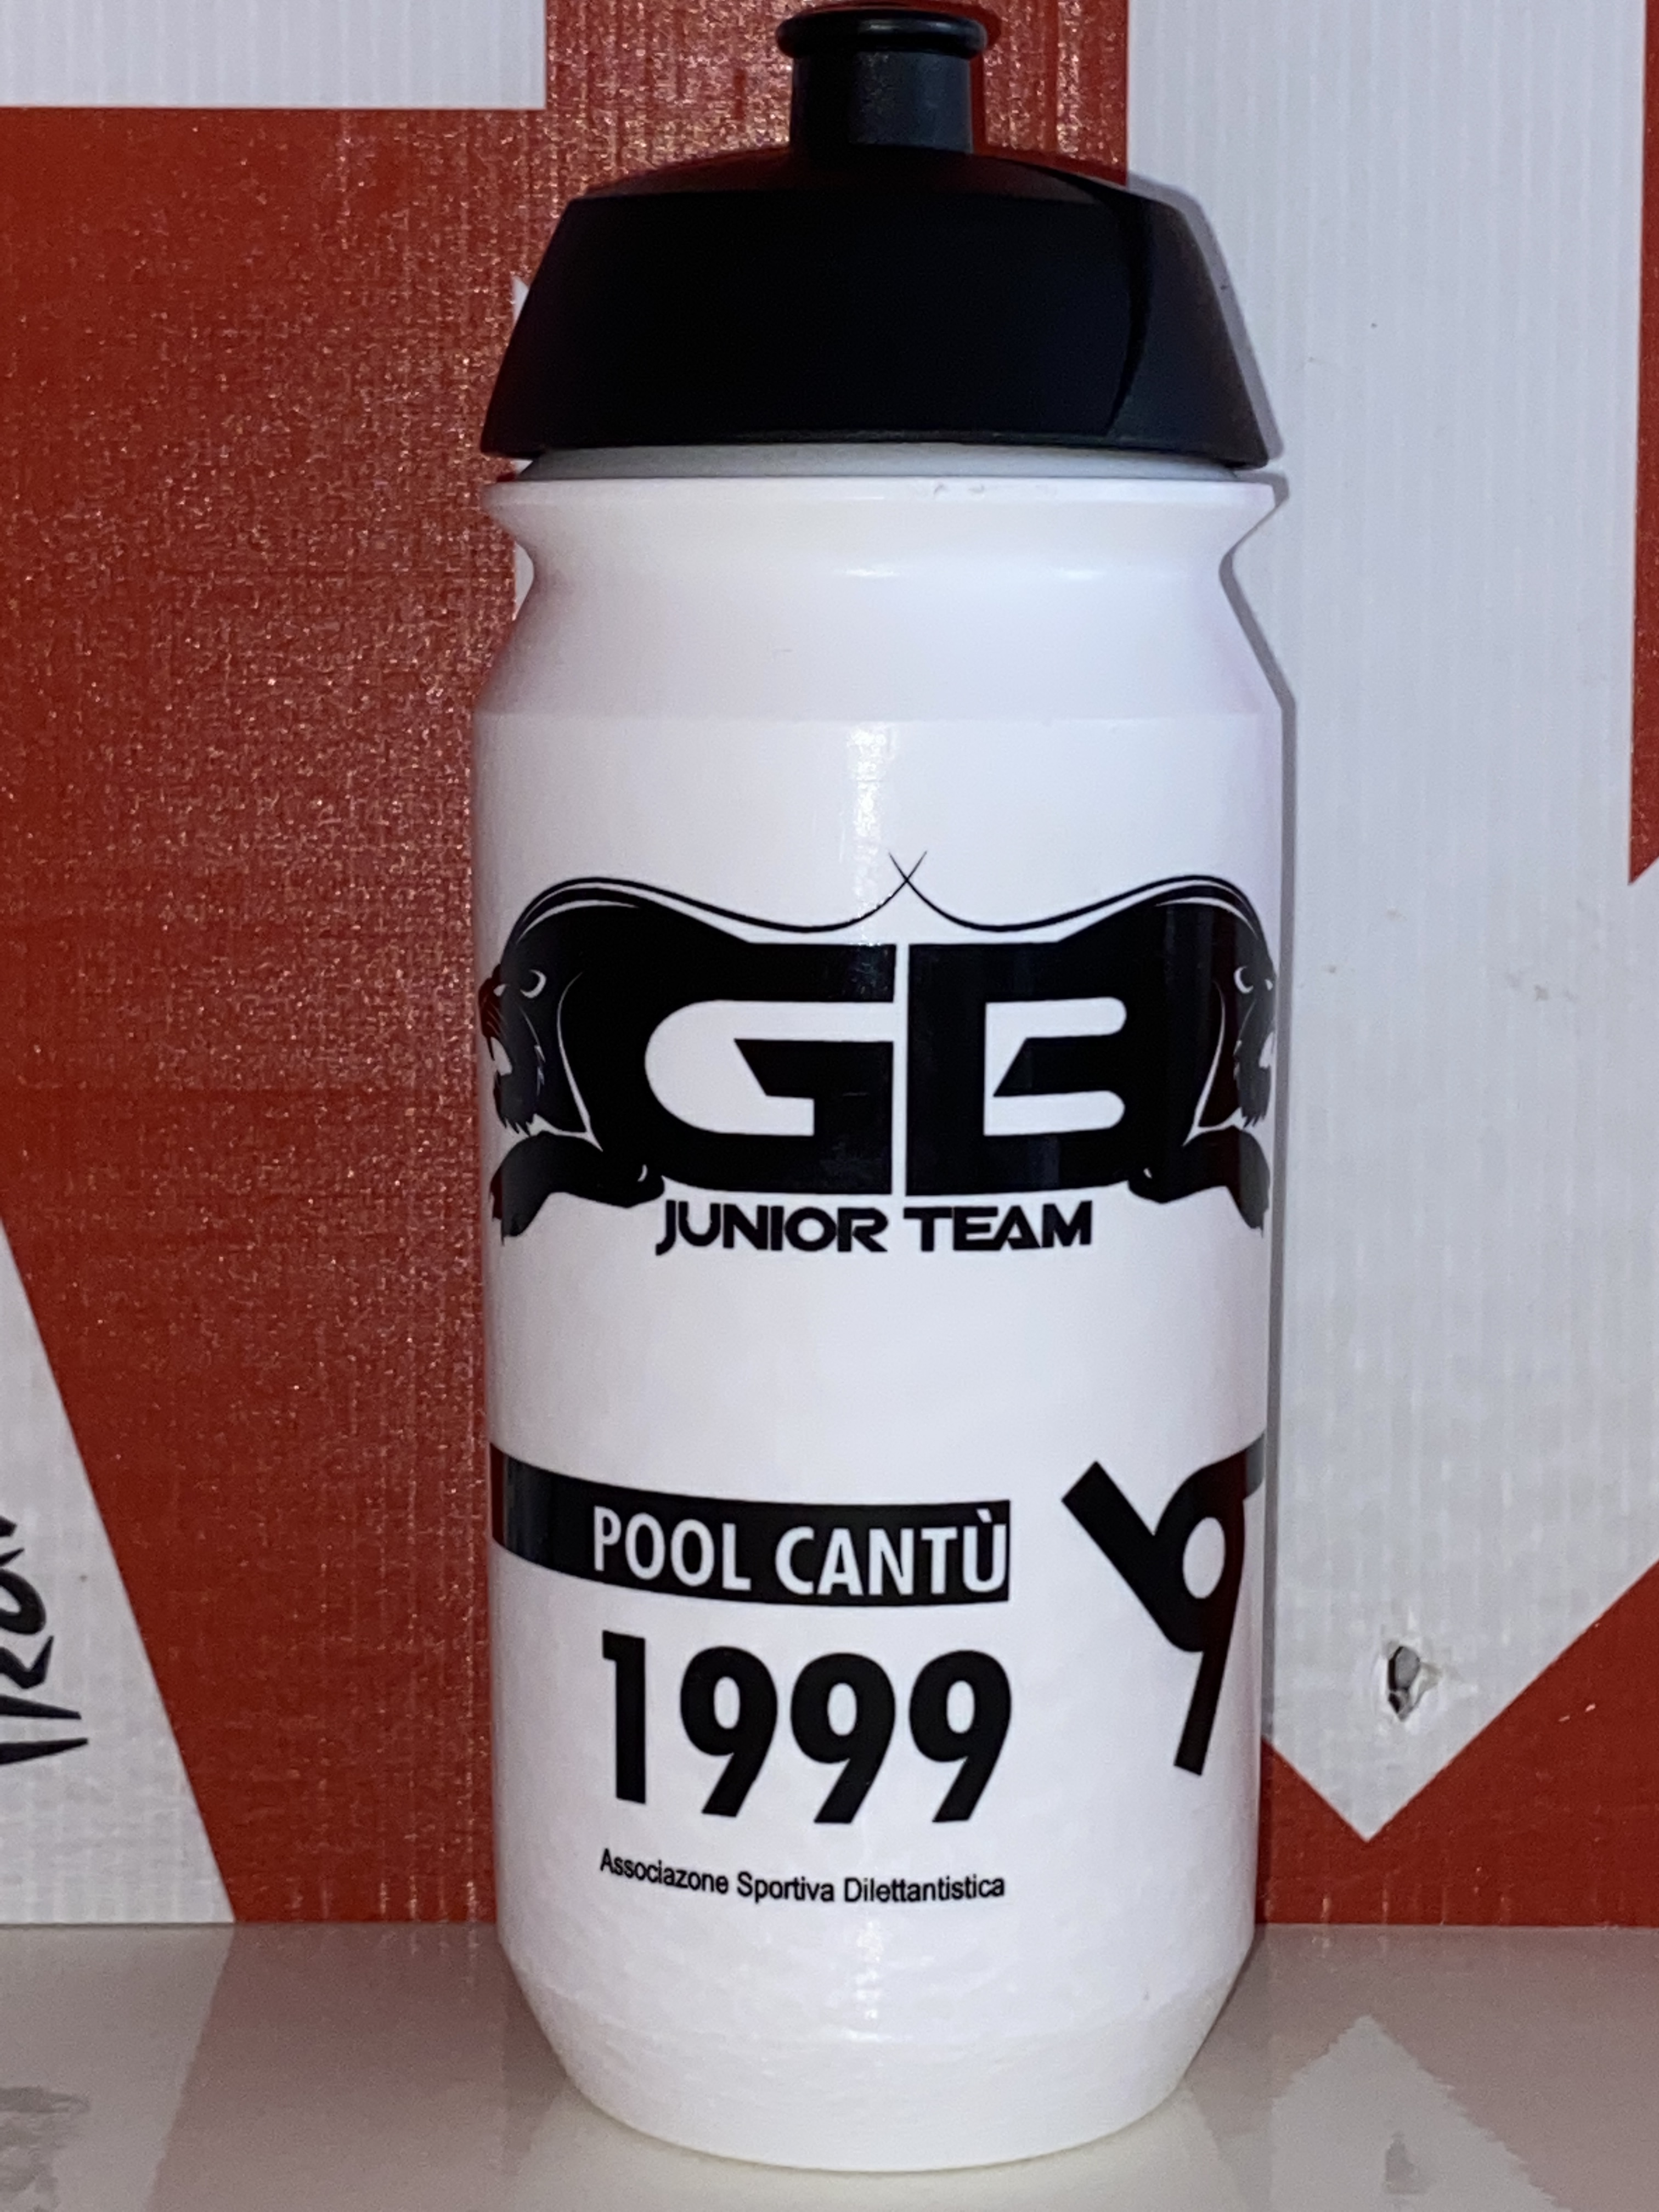 GB
JUNIOR TEAM
POOL CANTÙ
1999
Associazone Sportiva Dilettantistica